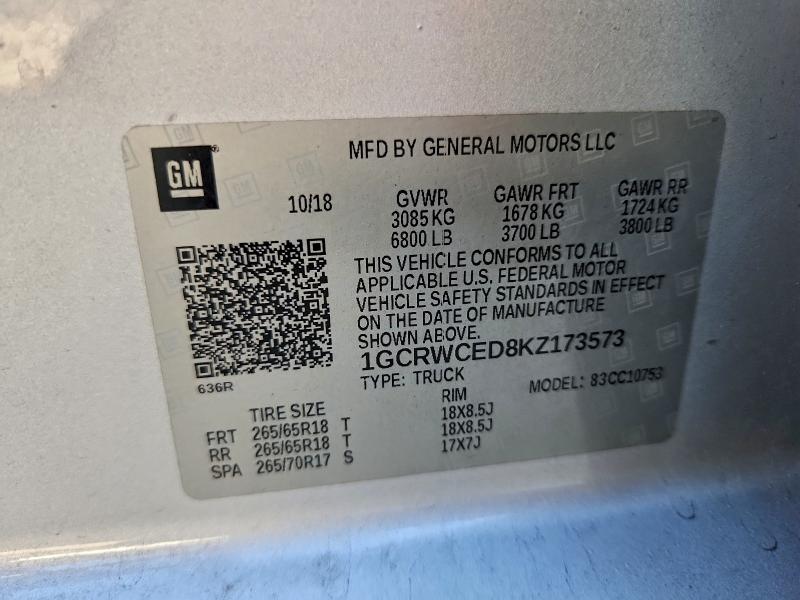 GM
MFD BY GENERAL MOTORS LLC
10/18
GVWR
3085 KG
6800 LB
GAWR FRT
1678 KG
3700 LB
GAWR RR
1724 KG
3800 LB
THIS VEHICLE CONFORMS TO ALL
APPLICABLE U.S. FEDERAL MOTOR
VEHICLE SAFETY STANDARDS IN EFFECT
ON THE DATE OF MANUFACTURE
SHOWN ABOVE.
1GCRWCED8KZ173573
636R
TYPE: TRUCK
MODEL: 83CC10753
TIRE SIZE
RIM
FRT 265/65R18 T 18X8.5J
RR 265/65R18 T 18X8.5J
SPA 265/70R17 S 17X7J